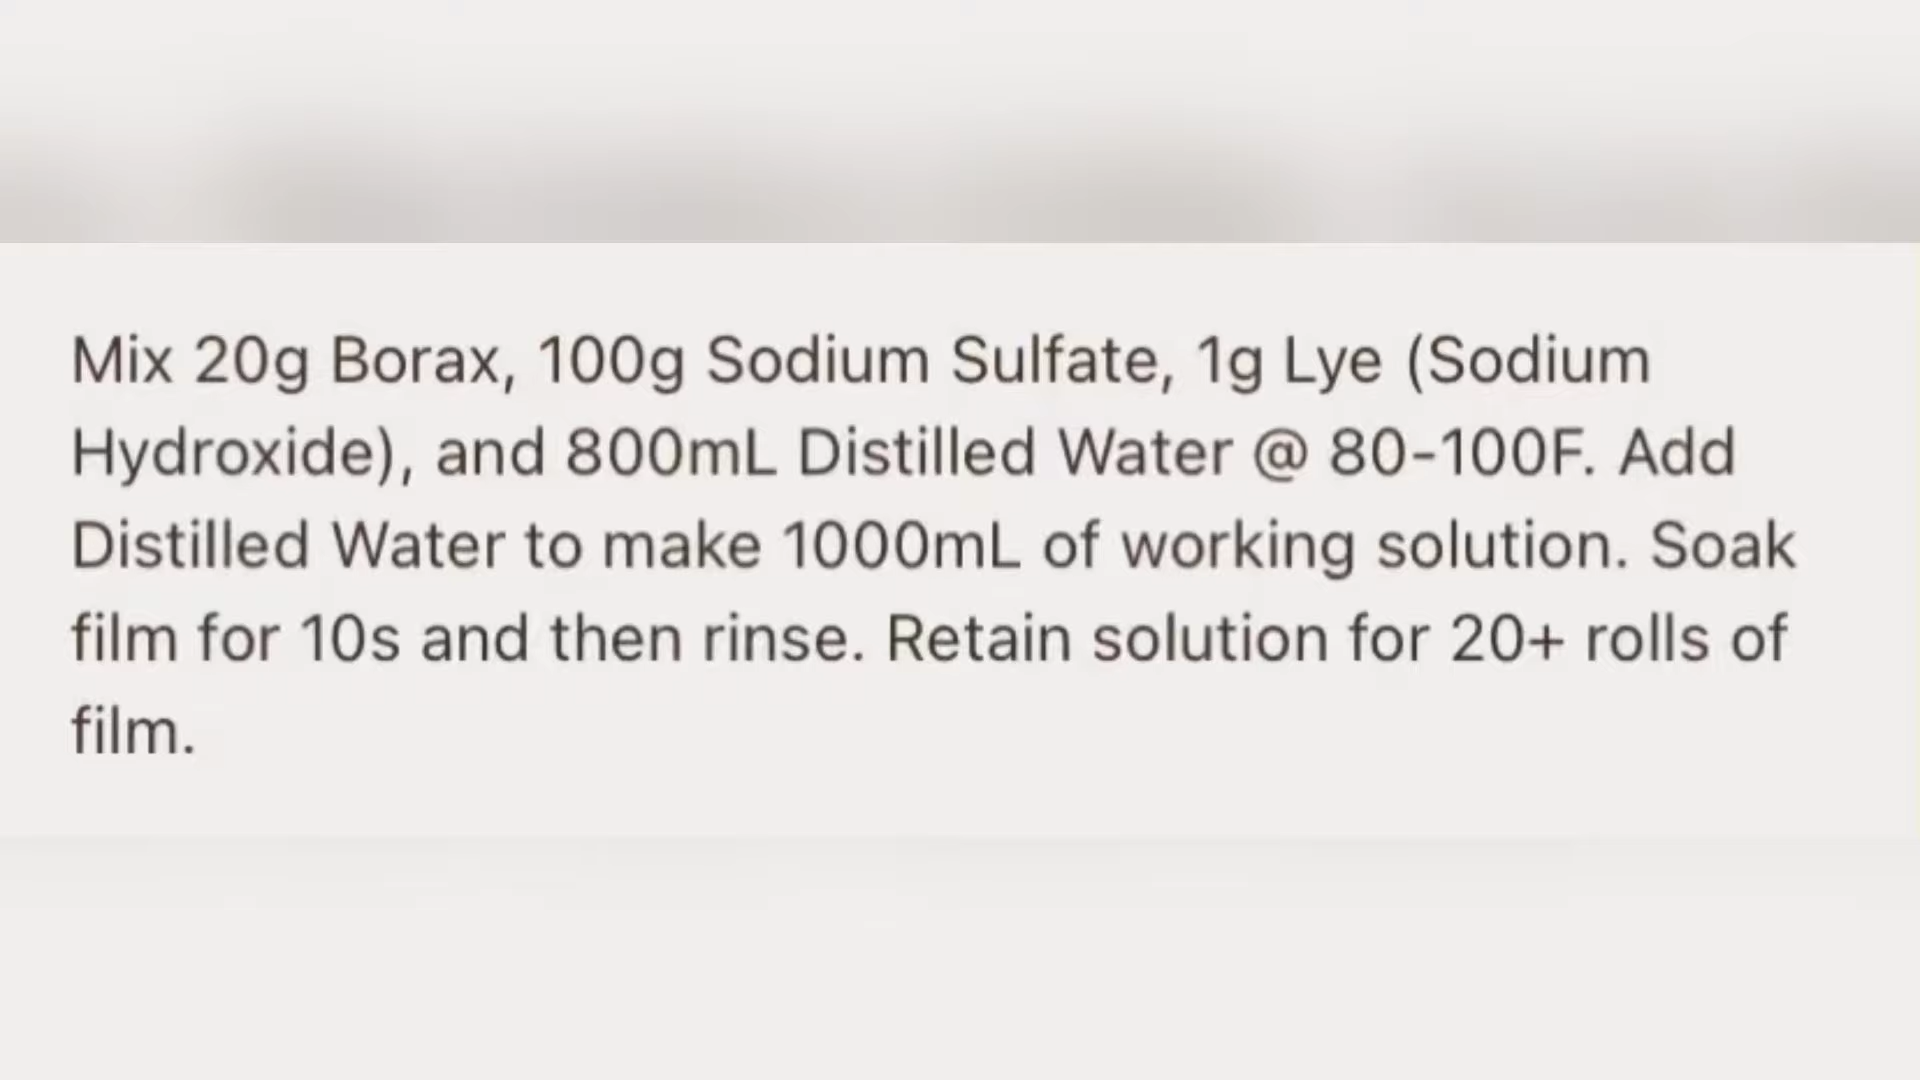 Mix 20g Borax, 100g Sodium Sulfate, 1g Lye (Sodium
Hydroxide), and 800mL Distilled Water @ 80-100F. Add
Distilled Water to make 1000mL of working solution. Soak
film for 10s and then rinse. Retain solution for 20+ rolls of
film.